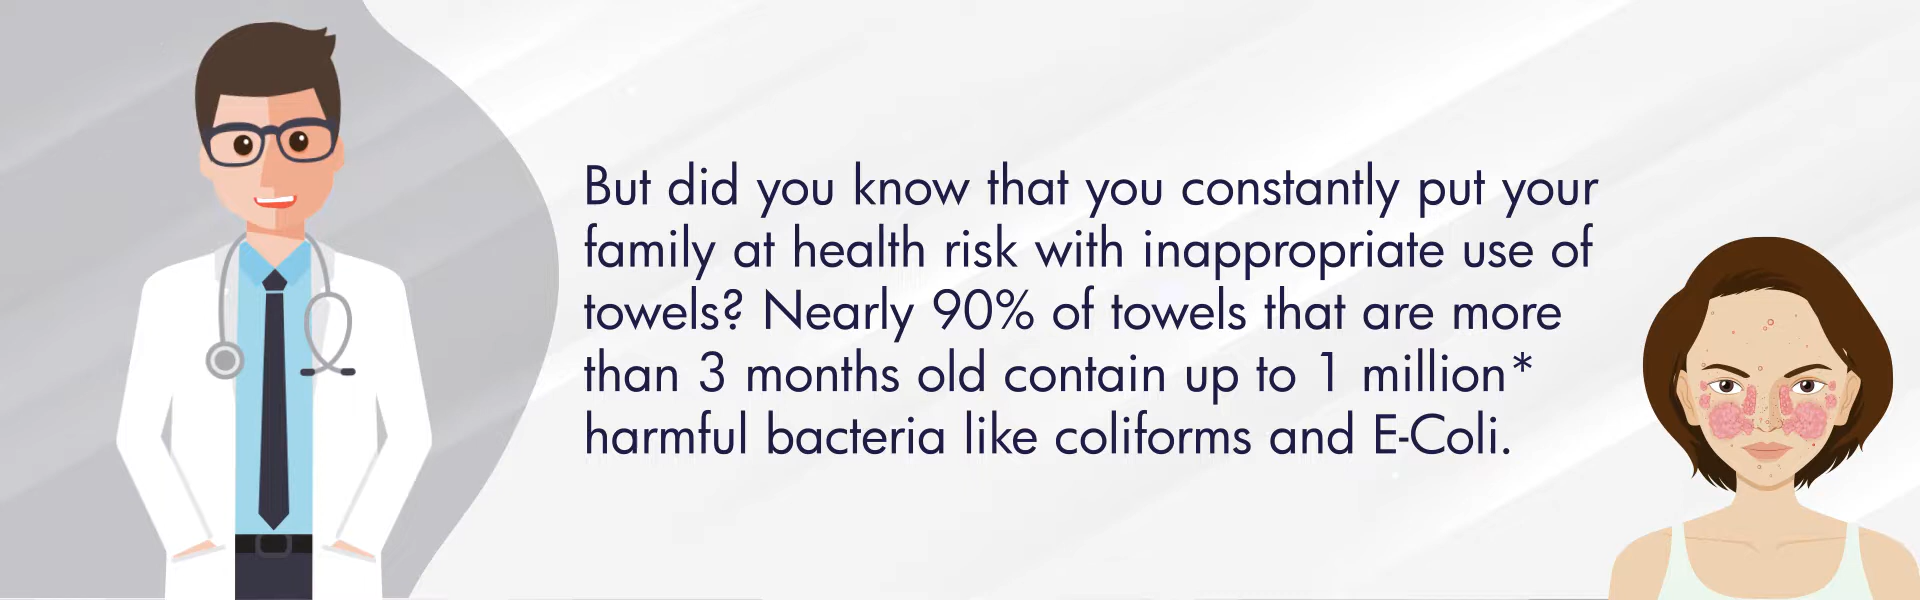 But did you know that you constantly put your
family at health risk with inappropriate use of
towels? Nearly 90% of towels that are more
than 3 months old contain up to 1 million*
harmful bacteria like coliforms and E-Coli.